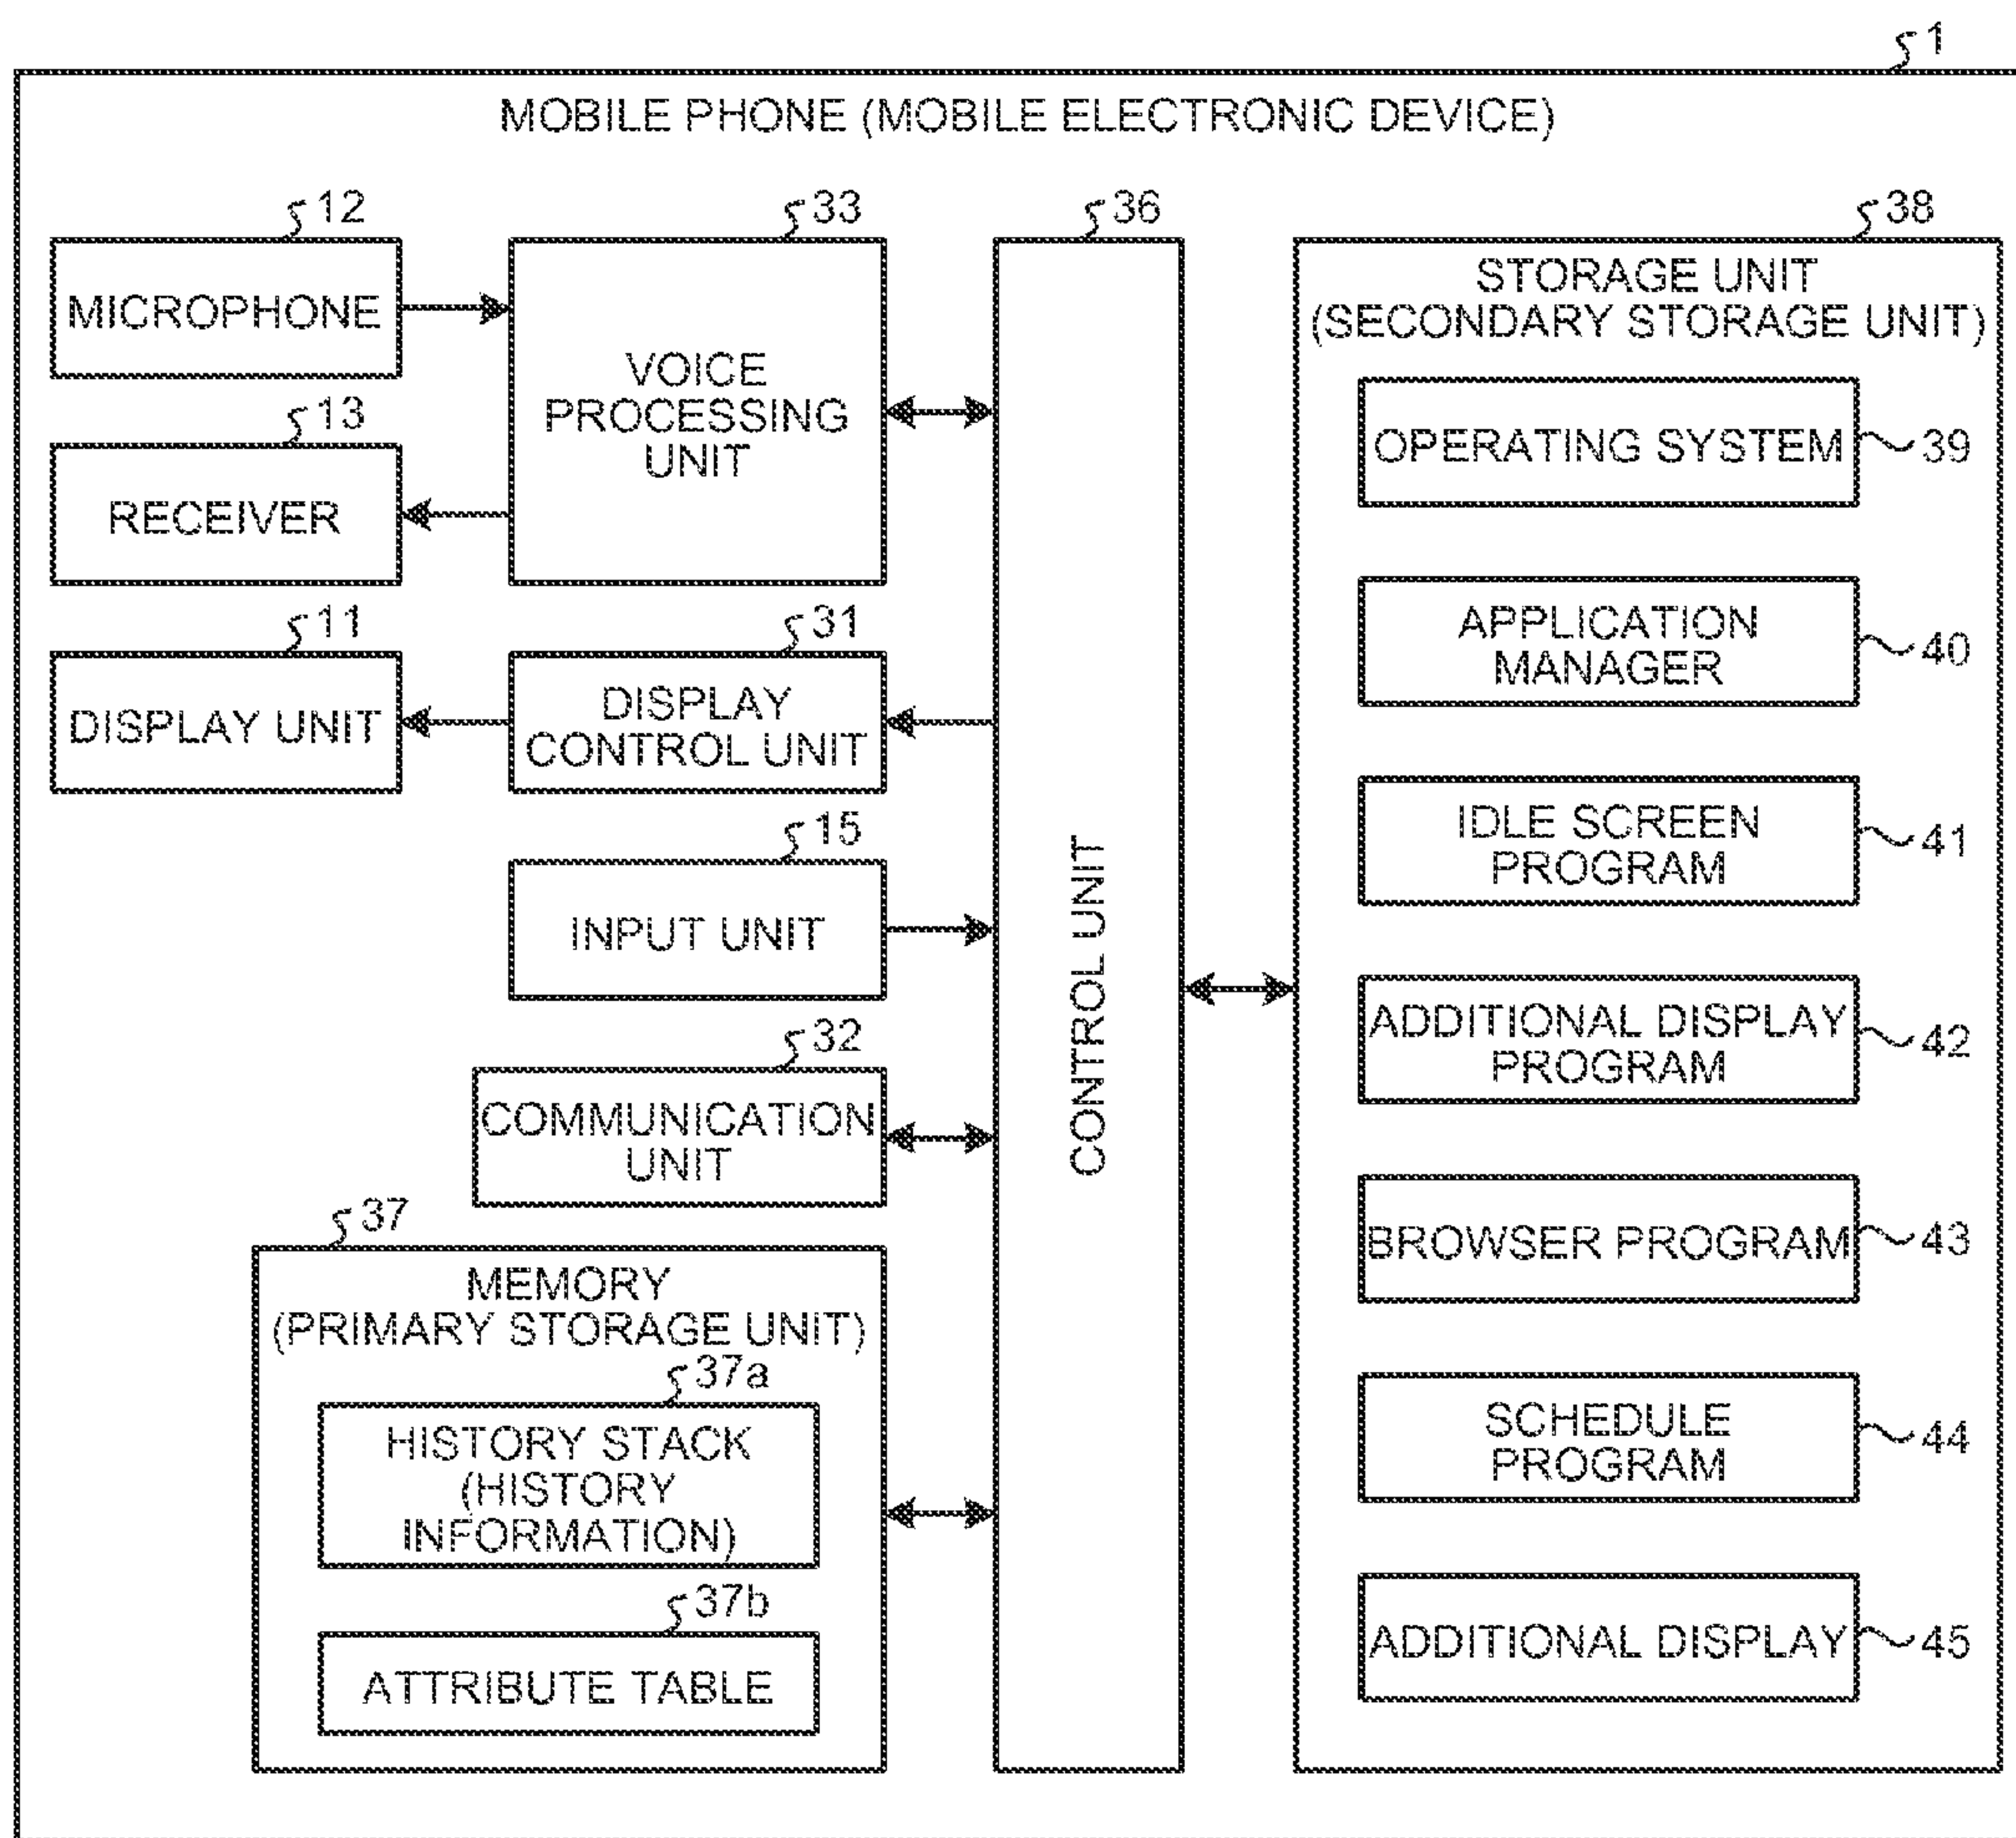 1
MOBILE PHONE (MOBILE ELECTRONIC DEVICE)
12
MICROPHONE
13
RECEIVER
33
VOICE
PROCESSING
UNIT
11
DISPLAY UNIT
31
DISPLAY
CONTROL UNIT
15
INPUT UNIT
32
COMMUNICATION
UNIT
37
MEMORY
(PRIMARY STORAGE UNIT)
37a
HISTORY STACK
(HISTORY
INFORMATION)
37b
ATTRIBUTE TABLE
36
CONTROL UNIT
38
STORAGE UNIT
(SECONDARY STORAGE UNIT)
OPERATING SYSTEM
39
APPLICATION
MANAGER
40
IDLE SCREEN
PROGRAM
41
ADDITIONAL DISPLAY
PROGRAM
42
BROWSER PROGRAM
43
SCHEDULE
PROGRAM
44
ADDITIONAL DISPLAY
45